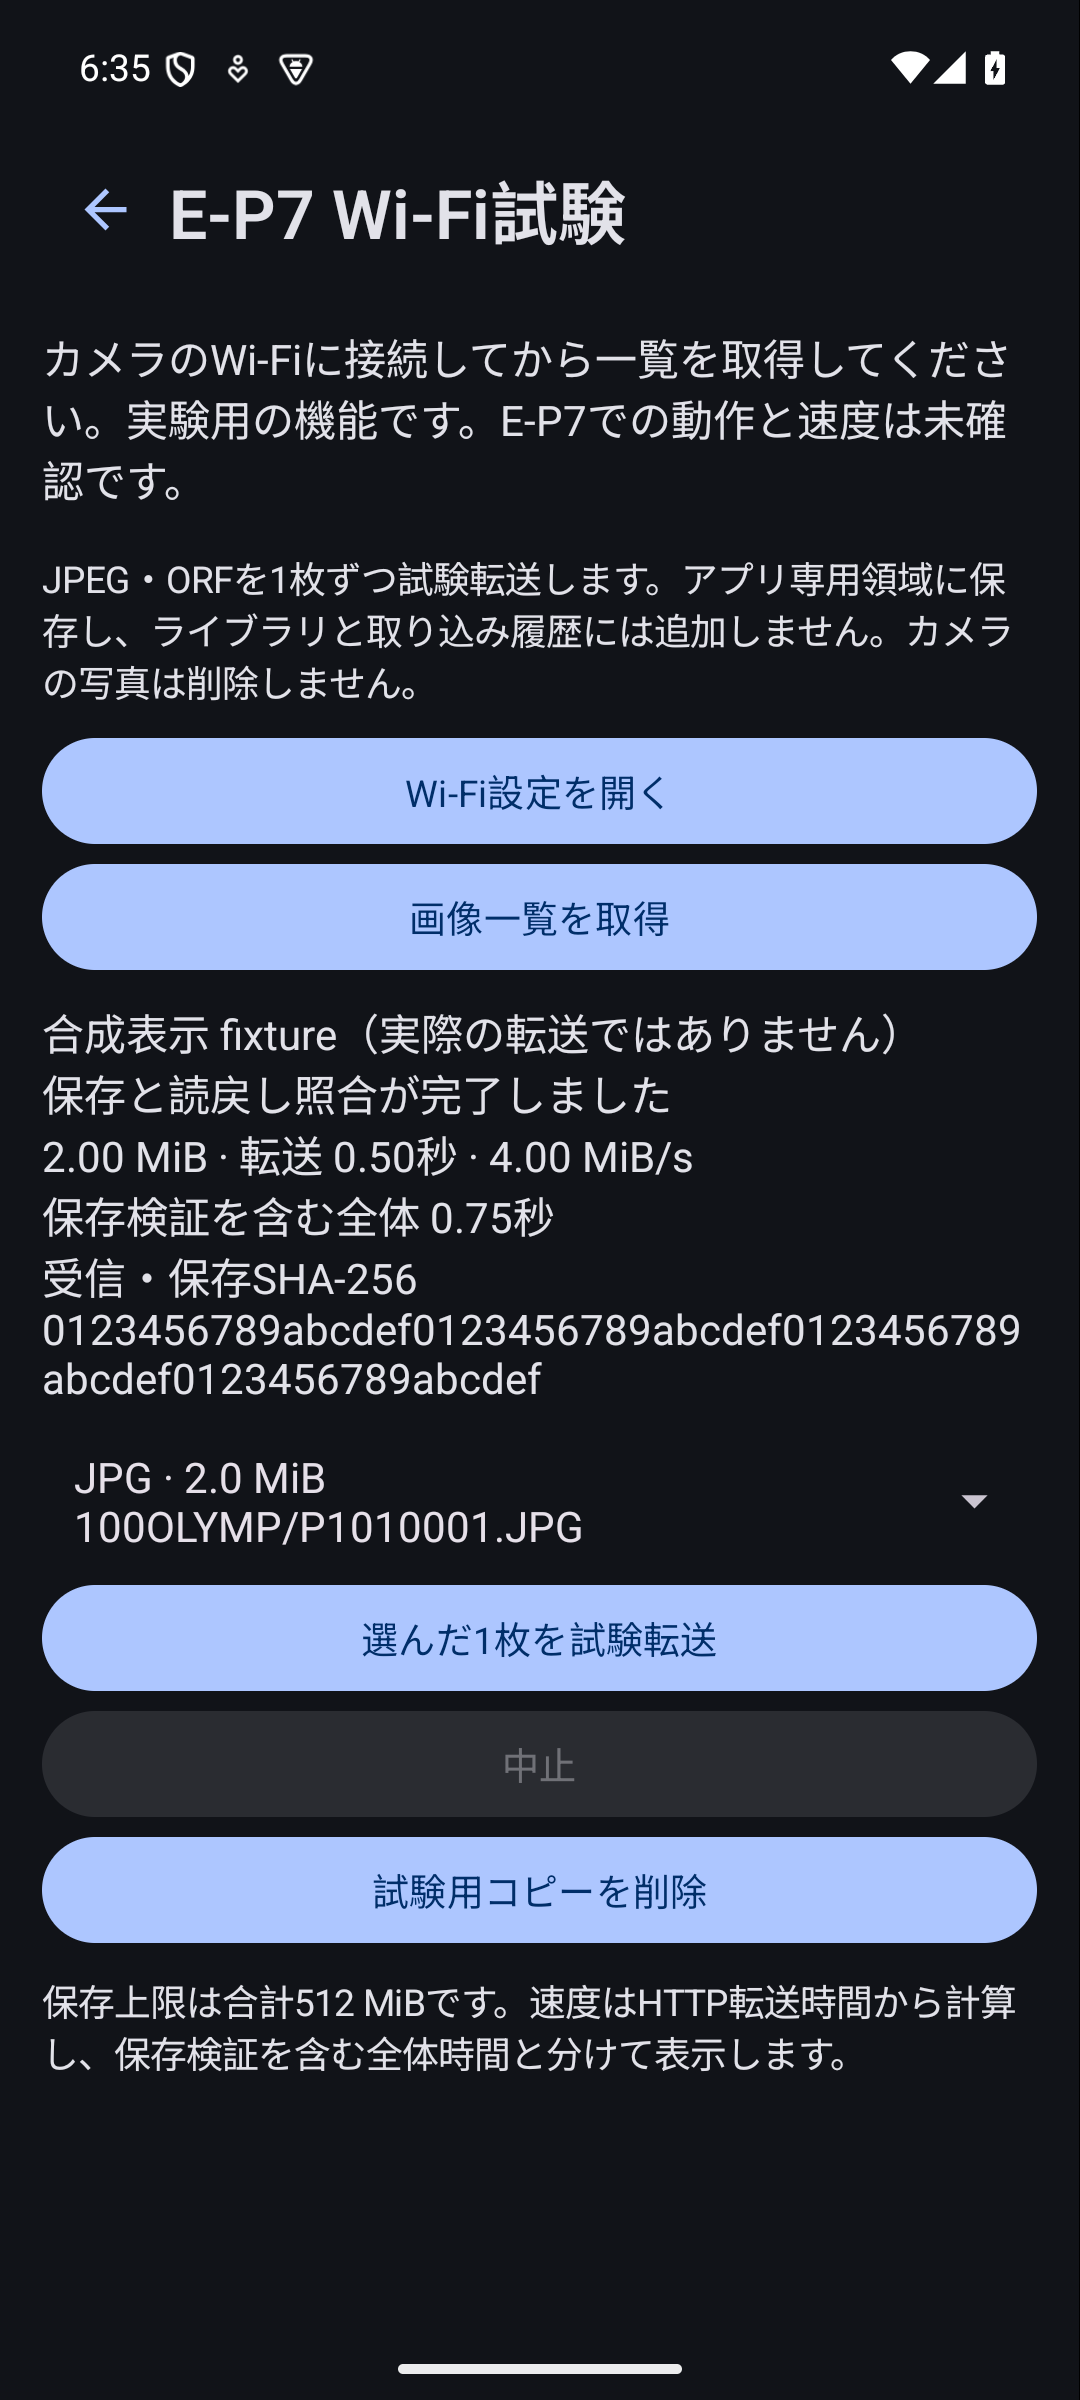 6:35
E-P7 Wi-Fi試験
カメラのWi-Fiに接続してから一覧を取得してくださ
い。実験用の機能です。E-P7での動作と速度は未確
認です。
JPEG・ORFを1枚ずつ試験転送します。アプリ専用領域に保
存し、ライブラリと取り込み履歴には追加しません。カメラ
の写真は削除しません。
Wi-Fi設定を開く
画像一覧を取得
合成表示 fixture（実際の転送ではありません）
保存と読戻し照合が完了しました
2.00 MiB · 転送 0.50秒 · 4.00 MiB/s
保存検証を含む全体 0.75秒
受信・保存SHA-256
0123456789abcdef0123456789abcdef0123456789
abcdef0123456789abcdef
JPG · 2.0 MiB
100OLYMP/P1010001.JPG
選んだ1枚を試験転送
中止
試験用コピーを削除
保存上限は合計512 MiBです。速度はHTTP転送時間から計算
し、保存検証を含む全体時間と分けて表示します。